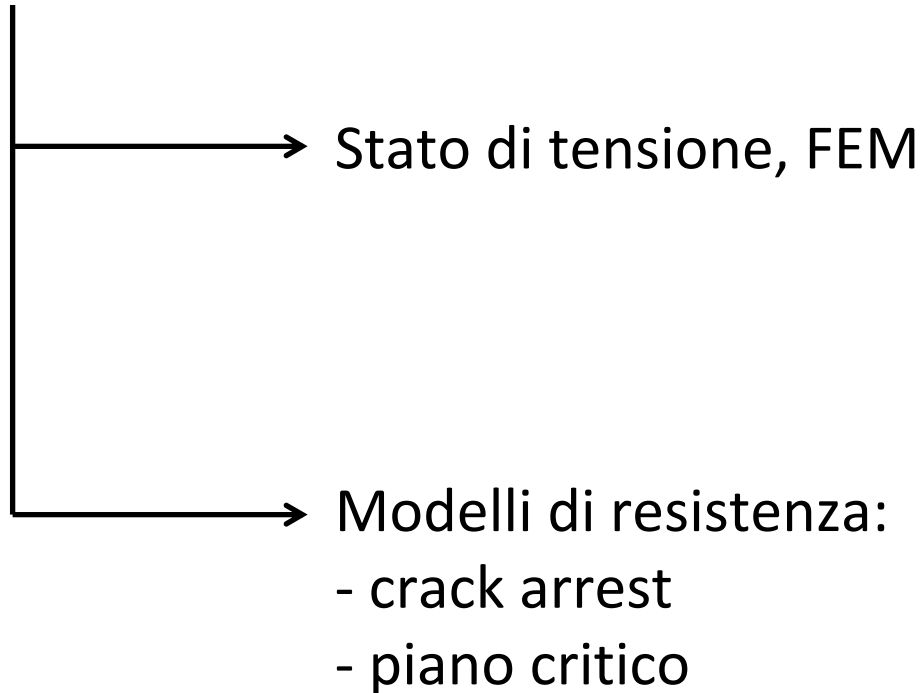 Stato di tensione, FEM
Modelli di resistenza:
- crack arrest
- piano critico